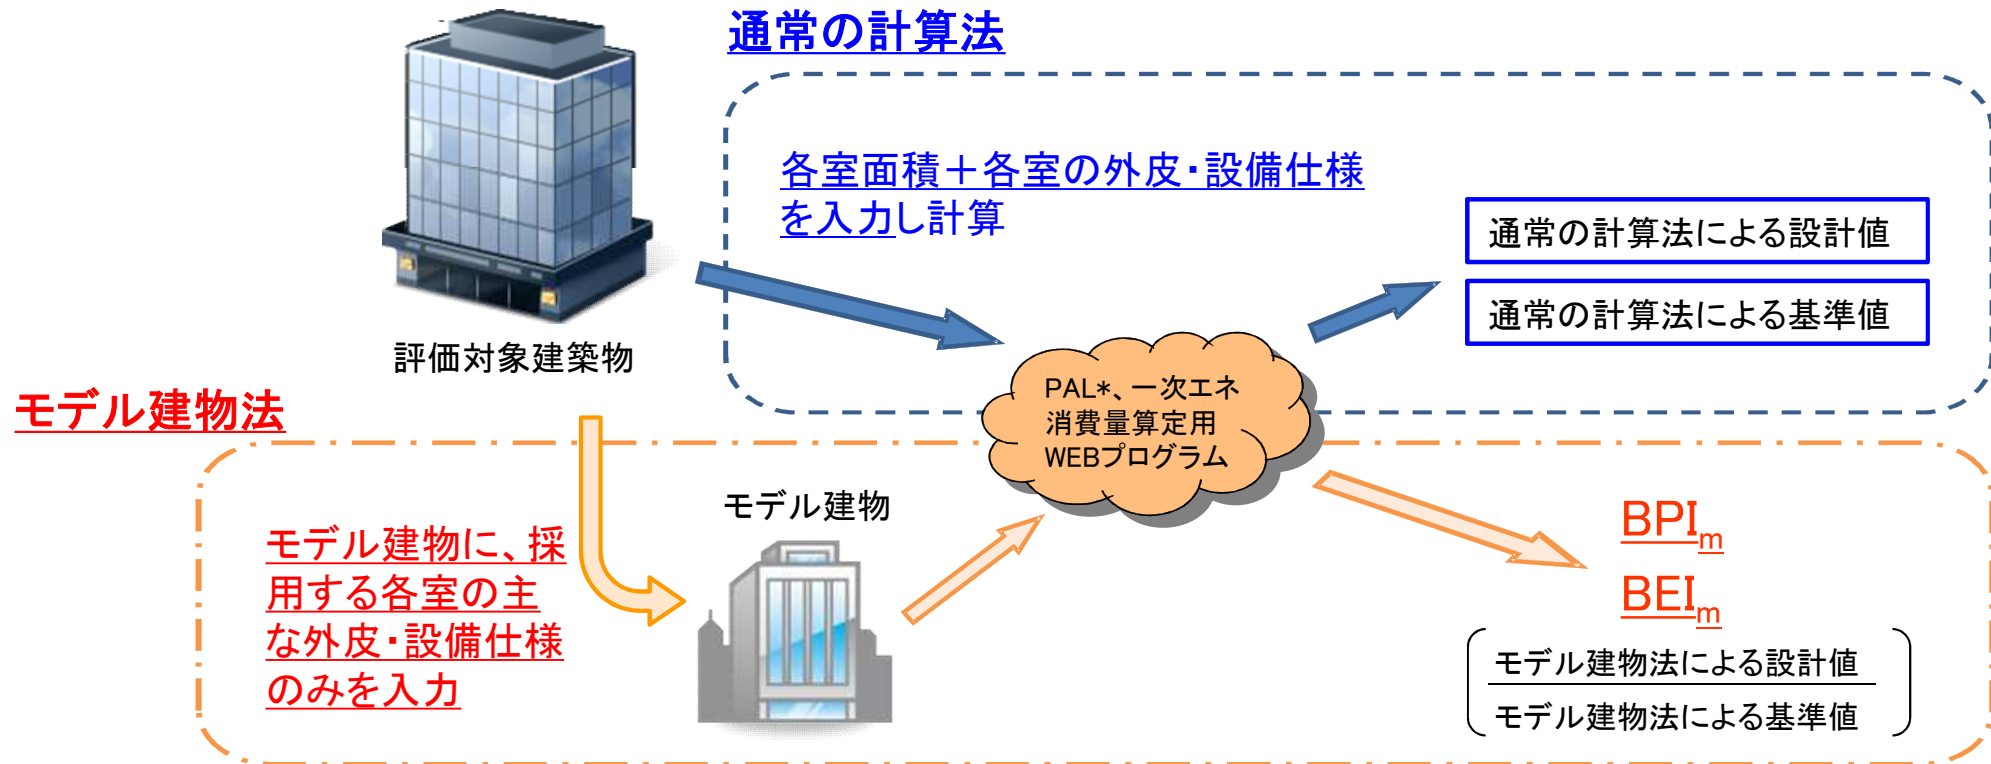 通常の計算法
各室面積＋各室の外皮・設備仕様
を入力し計算
通常の計算法による設計値
通常の計算法による基準値
評価対象建築物
PAL*、一次エネ
消費量算定用
WEBプログラム
モデル建物法
モデル建物
モデル建物に、採
用する各室の主
な外皮・設備仕様
のみを入力
BPIm
BEIm
モデル建物法による設計値
モデル建物法による基準値